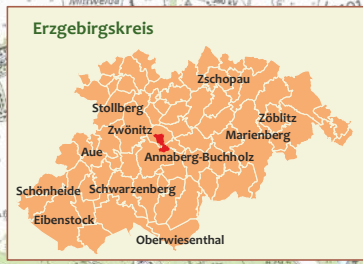 Erzgebirgskreis
Zschopau
Stollberg
Zöblitz
Zwönitz
Marienberg
Aue
Annaberg-Buchholz
Schönheide
Schwarzenberg
Eibenstock
Oberwiesenthal